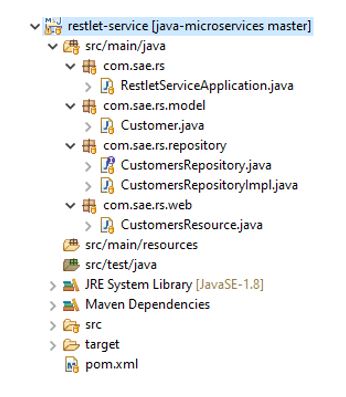 restlet-service [java-microservices master]
src/main/java
com.sae.rs
RestletServiceApplication.java
com.sae.rs.model
Customer.java
com.sae.rs.repository
CustomersRepository.java
CustomersRepositoryImpl.java
com.sae.rs.web
CustomersResource.java
src/main/resources
src/test/java
JRE System Library [JavaSE-1.8]
Maven Dependencies
src
target
pom.xml